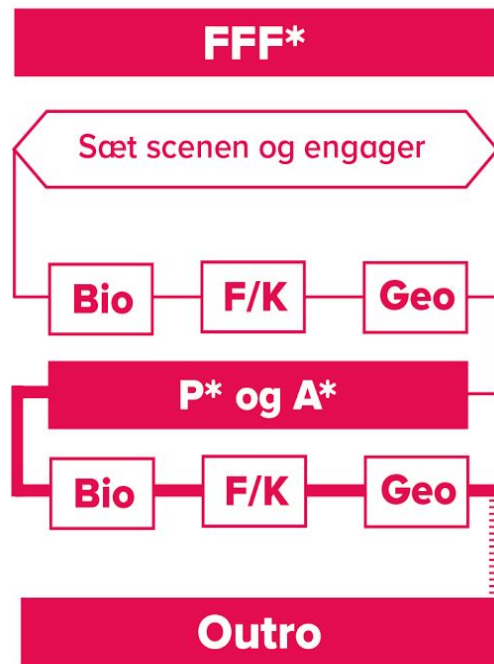 FFF*
Sæt scenen og engager
Bio F/K Geo
P* og A*
Bio F/K Geo
Outro